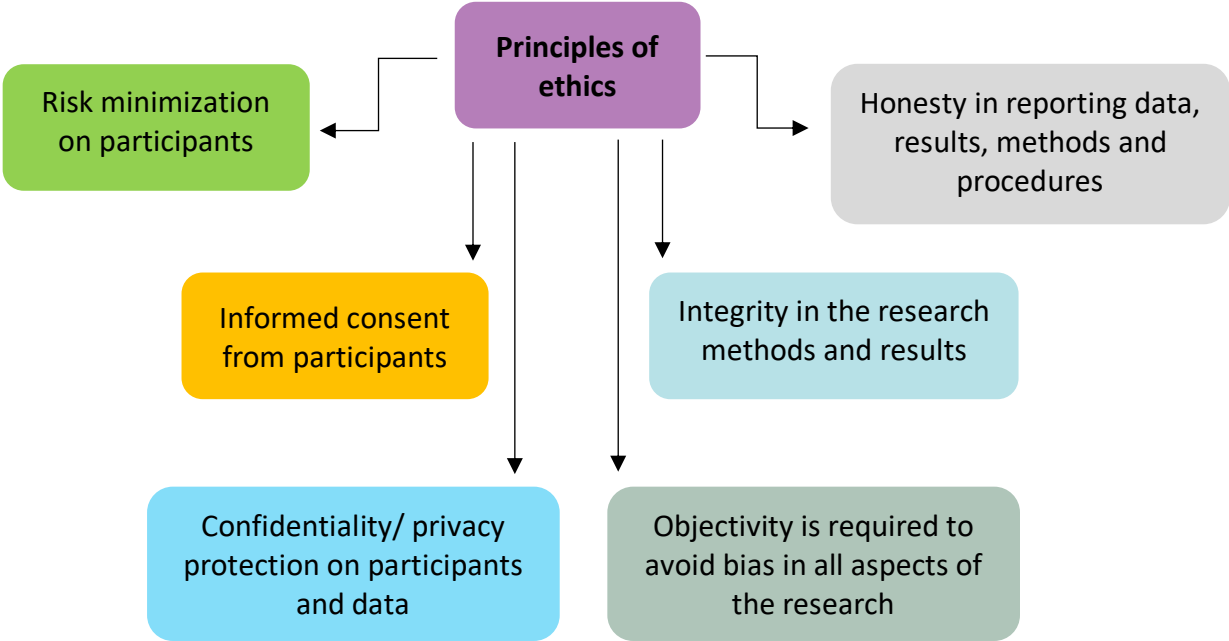 Principles of
ethics
Risk minimization
on participants
Honesty in reporting data,
results, methods and
procedures
Informed consent
from participants
Integrity in the research
methods and results
Confidentiality/ privacy
protection on participants
and data
Objectivity is required to
avoid bias in all aspects of
the research